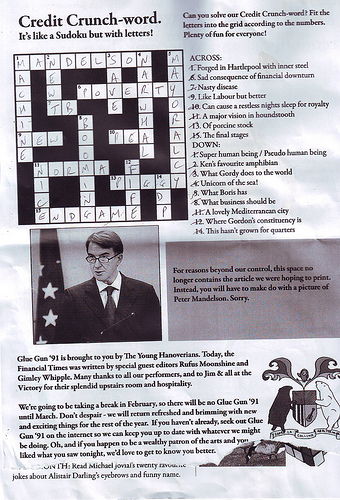 Credit Crunch-word.
It's like a Sudoku but with letters!
Can you solve our Credit Crunch-word? Fit the
letters into the grid according to the numbers.
Plenty of fun for everyone!
MANDELSON
POVERTY
TB
NEW
PEA
NORMA
PIGGY
ENDGAME
ACROSS:
1. Forged in Hartlepool with inner steel
6. Sad consequence of financial downturn
7. Nasty disease
9. Like Labour but better
10. Can cause a restless nights sleep for royalty
11. A major vision in houndstooth
13. Of porcine stock
15. The final stages
DOWN:
1. Super human being / Pseudo human being
2. Ken's favourite amphibian
3. What Gordy does to the world
4. Unicorn of the sea!
5. What Boris has
8. What business should be
11. A lovely Mediterranean city
12. Where Gordon's constituency is
14. This hasn't grown for quarters
For reasons beyond our control, this space no
longer contains the article we were hoping to print.
Instead, you will have to make do with a picture of
Peter Mandelson. Sorry.
Glue Gun '91 is brought to you by The Young Hanoverians. Today, the
Financial Times was written by special guest editors Rufus Moonshine and
Gimley Whipple. Many thanks to all our performers, and to Jim & all at the
Victory for their splendid upstairs room and hospitality.
We're going to be taking a break in February, so there will be no Glue Gun '91
until March. Don't despair - we will return refreshed and brimming with new
and exciting things for the rest of the year. If you haven't already, seek out Glue
Gun '91 on the internet so we can keep you up to date with whatever we might
be doing. Oh, and if you happen to be a wealthy patron of the arts and you
liked what you saw tonight, we'd love to get to know you better.
ONTH: Read Michael jovial's twenty favourite
jokes about Alistair Darling's eyebrows and funny name.